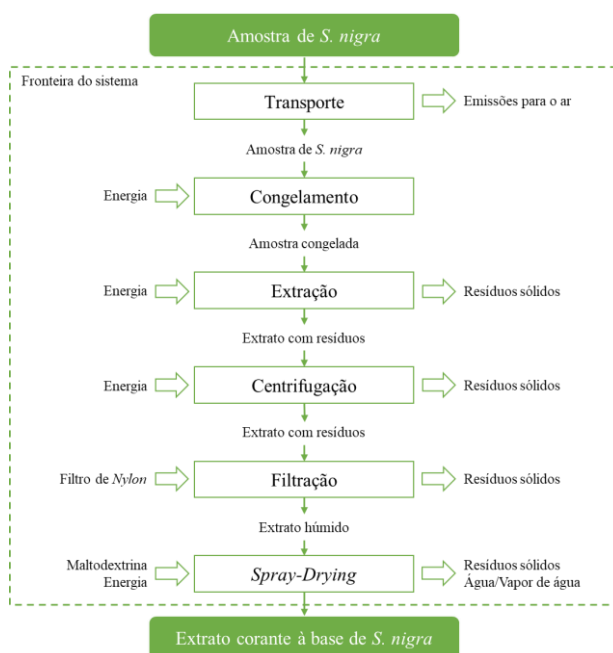 Amostra de S. nigra
Fronteira do sistema
Transporte
Emissões para o ar
Amostra de S. nigra
Energia
Congelamento
Amostra congelada
Energia
Extração
Resíduos sólidos
Extrato com resíduos
Energia
Centrifugação
Resíduos sólidos
Extrato com resíduos
Filtro de Nylon
Filtração
Resíduos sólidos
Extrato húmido
Maltodextrina
Energia
Spray-Drying
Resíduos sólidos
Água/Vapor de água
Extrato corante à base de S. nigra